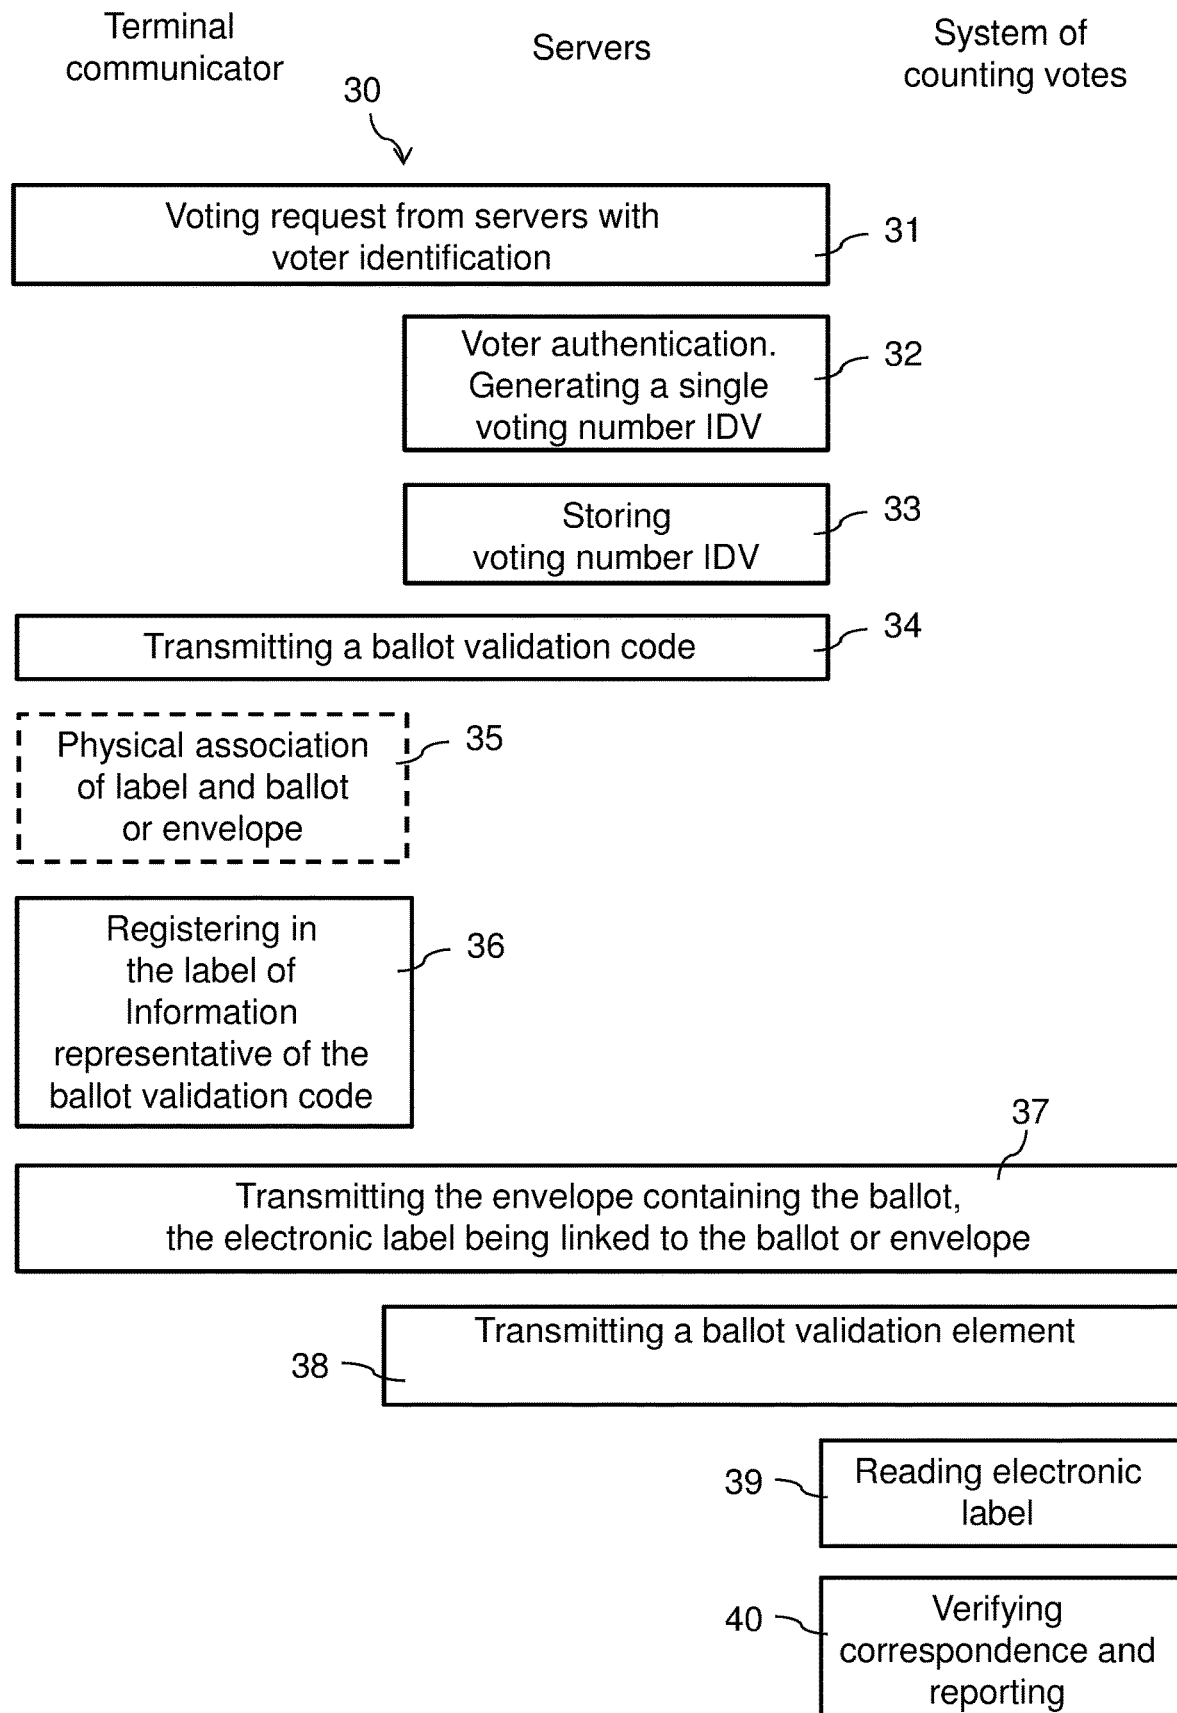 Terminal
communicator
Servers
System of
counting votes
30
Voting request from servers with
voter identification
31
Voter authentication.
Generating a single
voting number IDV
32
Storing
voting number IDV
33
Transmitting a ballot validation code
34
Physical association
of label and ballot
or envelope
35
Registering in
the label of
Information
representative of the
ballot validation code
36
37
Transmitting the envelope containing the ballot,
the electronic label being linked to the ballot or envelope
Transmitting a ballot validation element
38
Reading electronic
label
39
Verifying
correspondence and
reporting
40